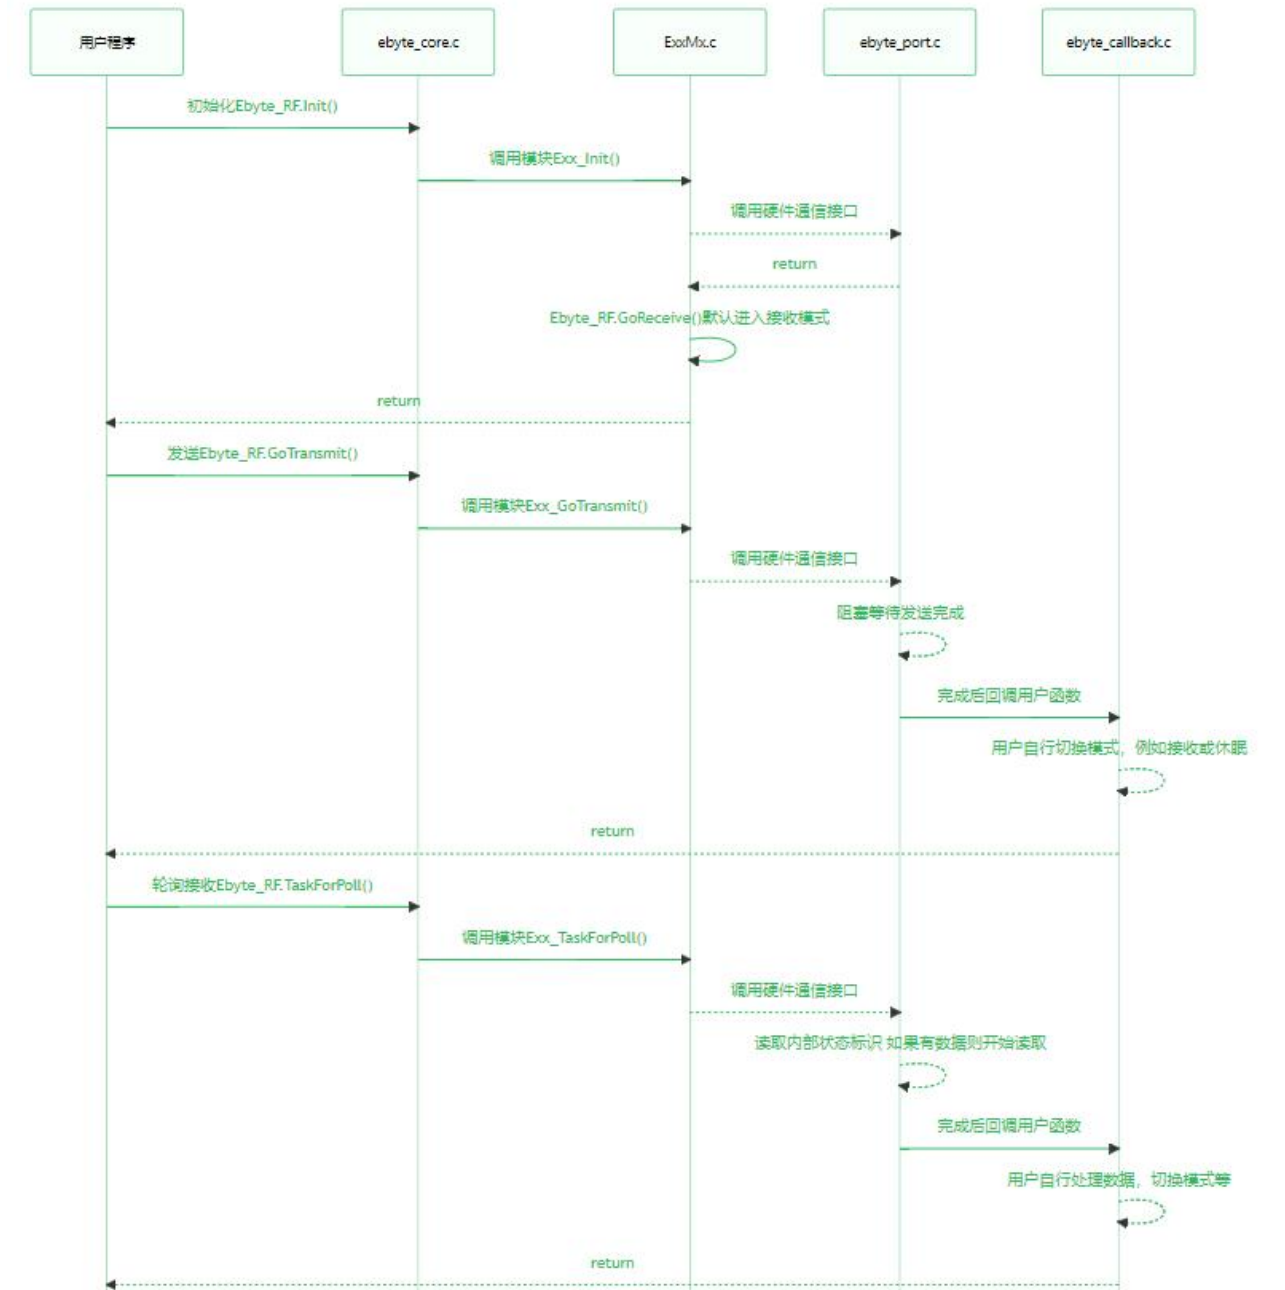 用户程序
ebyte_core.c
ExxMx.c
ebyte_port.c
ebyte_callback.c
初始化Ebyte_RF.Init()
调用模块Exx_Init()
调用硬件通信接口
return
Ebyte_RF.GoReceive()默认进入接收模式
return
发送Ebyte_RF.GoTransmit()
调用模块Exx_GoTransmit()
调用硬件通信接口
阻塞等待发送完成
完成后回调用户函数
用户自行切换模式，例如接收或休眠
return
轮询接收Ebyte_RF.TaskForPoll()
调用模块Exx_TaskForPoll()
调用硬件通信接口
读取内部状态标识 如果有数据则开始读取
完成后回调用户函数
用户自行处理数据，切换模式等
return